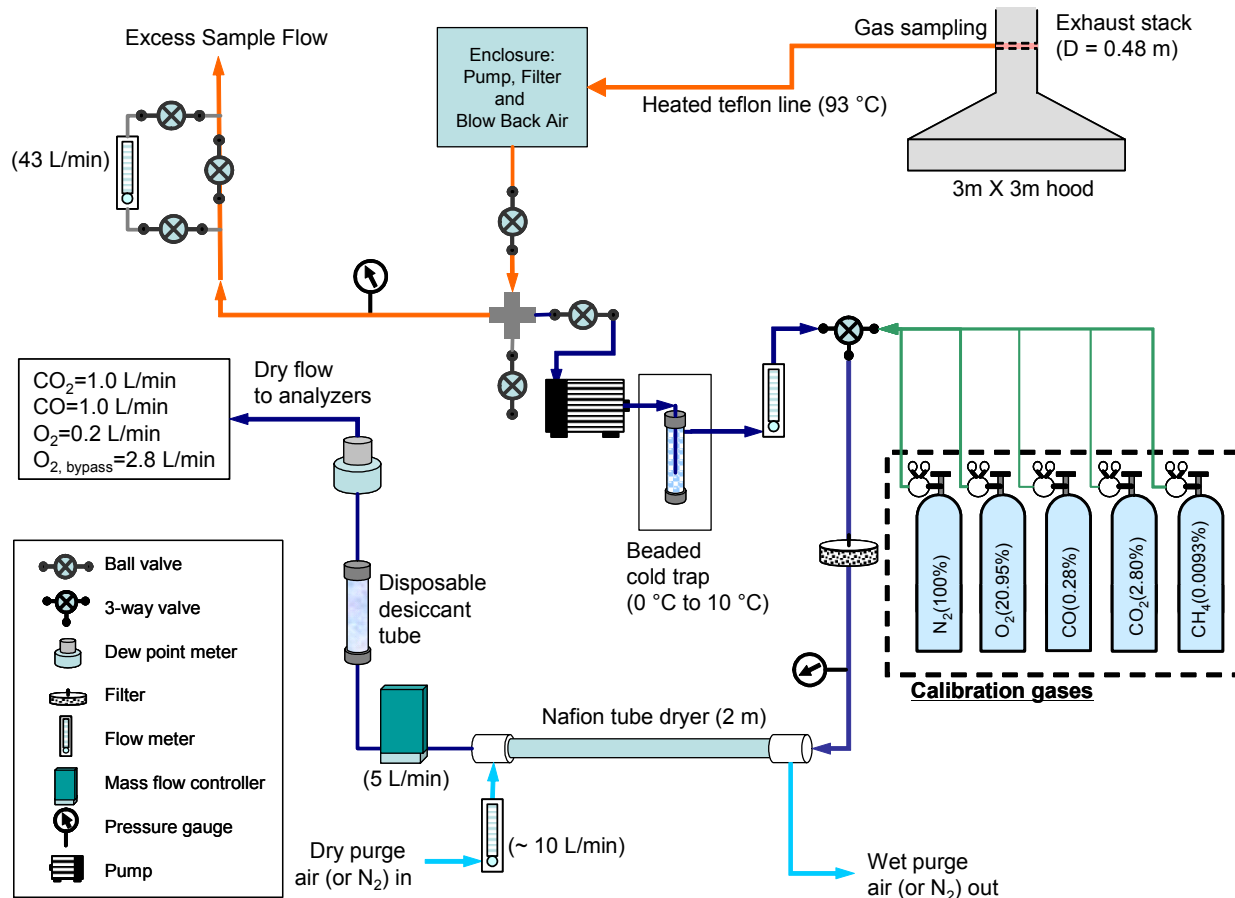 Excess Sample Flow
(43 L/min)
Enclosure:
Pump, Filter
and
Blow Back Air
Gas sampling
Exhaust stack
(D = 0.48 m)
Heated teflon line (93 °C)
3m X 3m hood
CO₂=1.0 L/min
CO=1.0 L/min
O₂=0.2 L/min
O₂, bypass=2.8 L/min
Dry flow
to analyzers
Beaded
cold trap
(0 °C to 10 °C)
N₂(100%)
O₂(20.95%)
CO(0.28%)
CO₂(2.80%)
CH₄(0.0093%)
Calibration gases
Disposable
desiccant
tube
Nafion tube dryer (2 m)
(5 L/min)
(~ 10 L/min)
Dry purge
air (or N₂) in
Wet purge
air (or N₂) out
Ball valve
3-way valve
Dew point meter
Filter
Flow meter
Mass flow controller
Pressure gauge
Pump